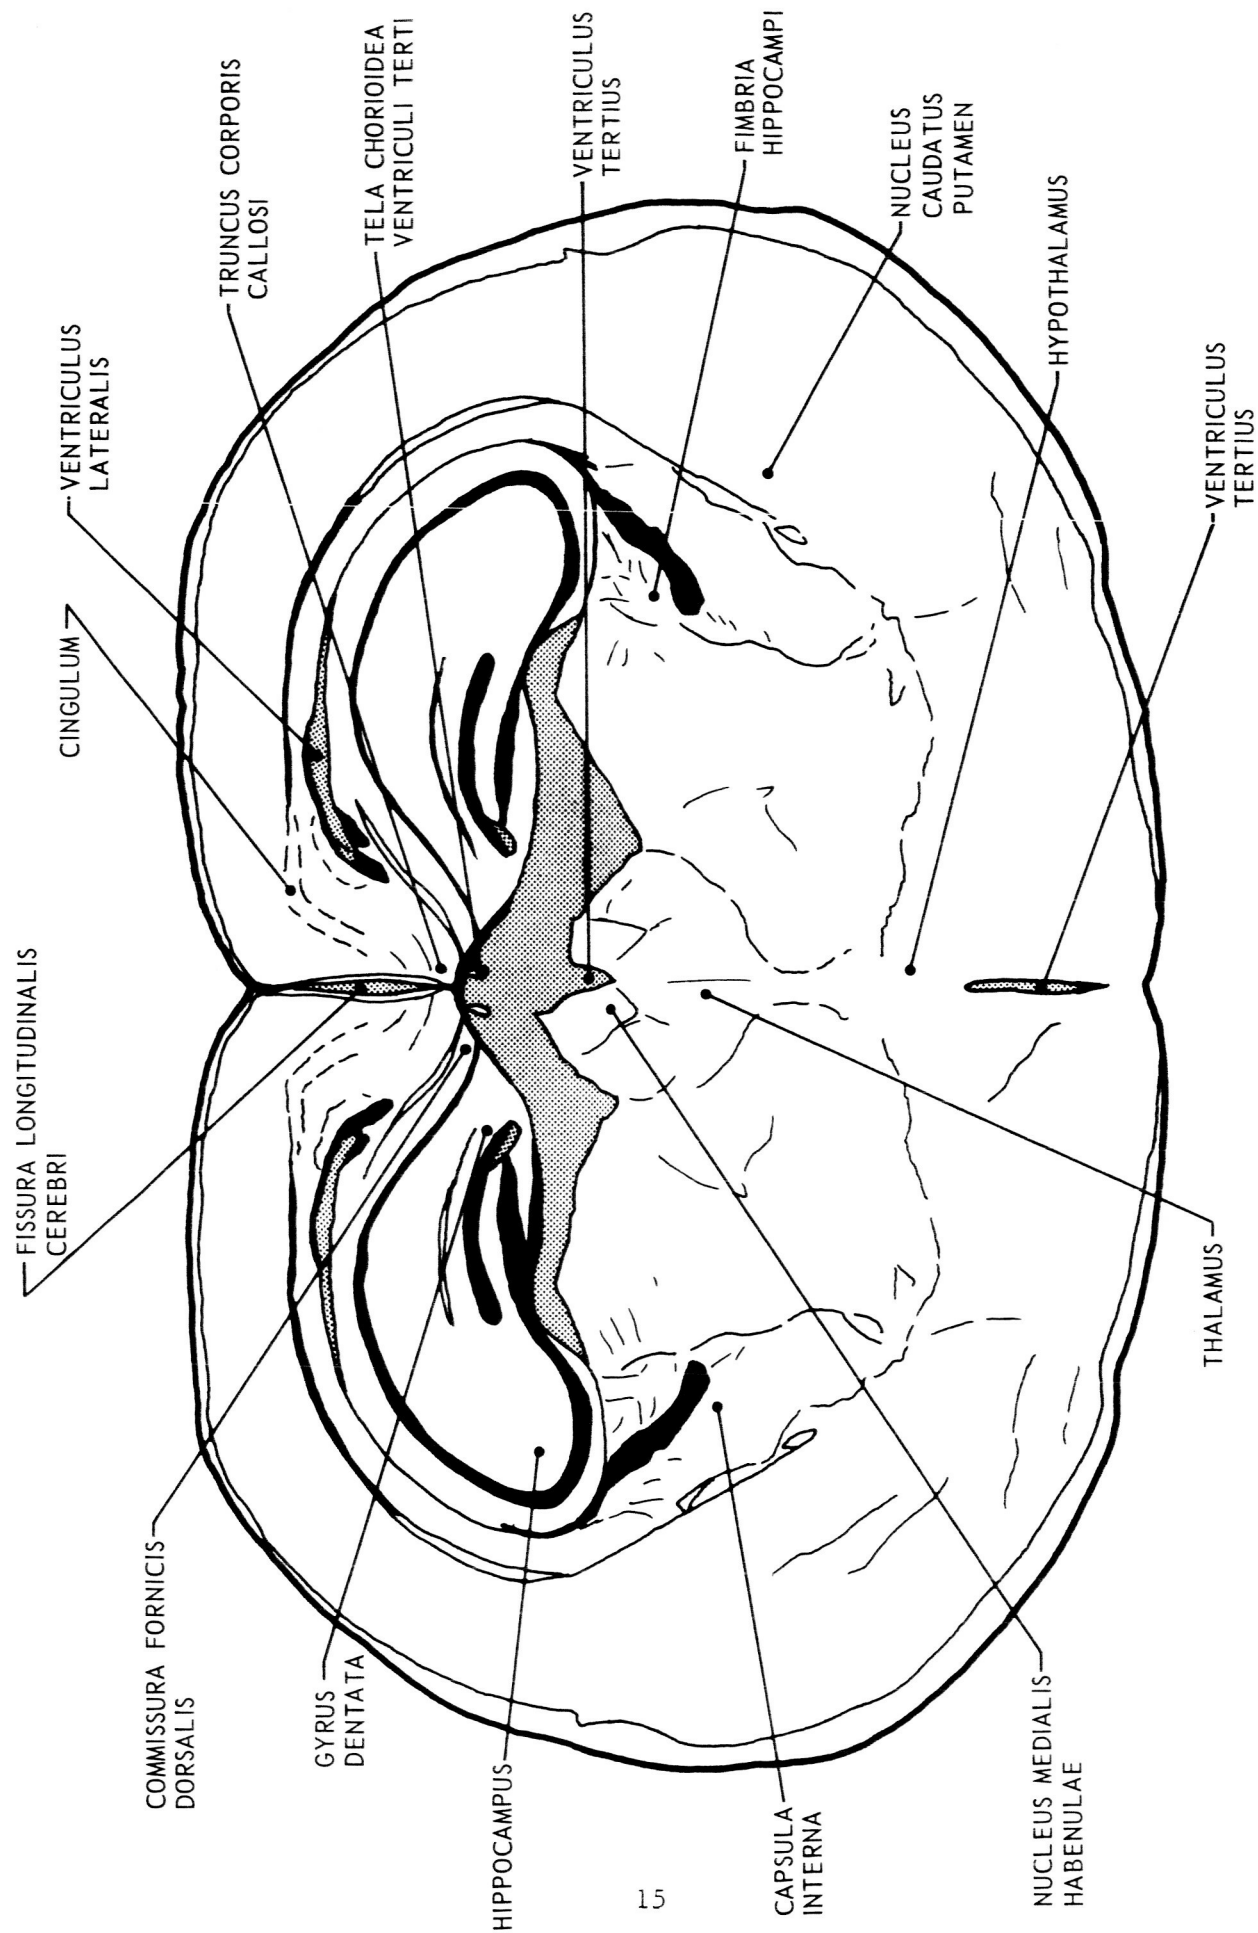 FISSURA LONGITUDINALIS
CEREBRI
CINGULUM
VENTRICULUS
LATERALIS
TRUNCUS CORPORIS
CALLOSI
TELA CHORIOIDEA
VENTRICULI TERTI
VENTRICULUS
TERTIUS
FIMBRIA
HIPPOCAMPI
NUCLEUS
CAUDATUS
PUTAMEN
HYPOTHALAMUS
VENTRICULUS
TERTIUS
COMMISSURA FORNICIS
DORSALIS
GYRUS
DENTATA
HIPPOCAMPUS
CAPSULA
INTERNA
NUCLEUS MEDIALIS
HABENULAE
THALAMUS
15